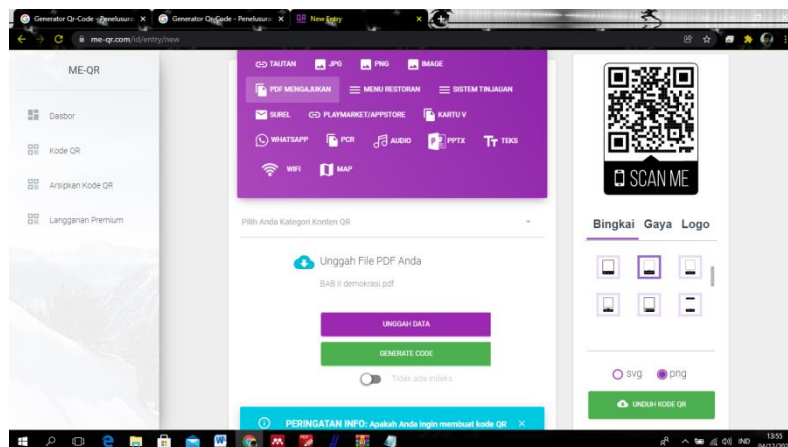 Generator Qr-Code - Penelusura
Generator Qr-Code - Penelusura
New Entry
me-qr.com/id/entry/new
ME-QR
Dasbor
Kode QR
Arsipkan Kode QR
Langganan Premium
TAUTAN JPG PNG IMAGE
PDF MENGAJUKAN MENU RESTORAN SISTEM TINJAUAN
SUREL PLAYMARKET/APPSTORE KARTU V
WHATSAPP PCR AUDIO PPTX TEKS
WIFI MAP
Pilih Anda Kategori Konten QR
Unggah File PDF Anda
BAB II demokrasi.pdf
UNGGAH DATA
GENERATE CODE
Tidak ada indeks
PERINGATAN INFO: Apakah Anda ingin membuat kode QR
SCAN ME
Bingkai Gaya Logo
svg png
UNDUH KODE QR
IND
13:55